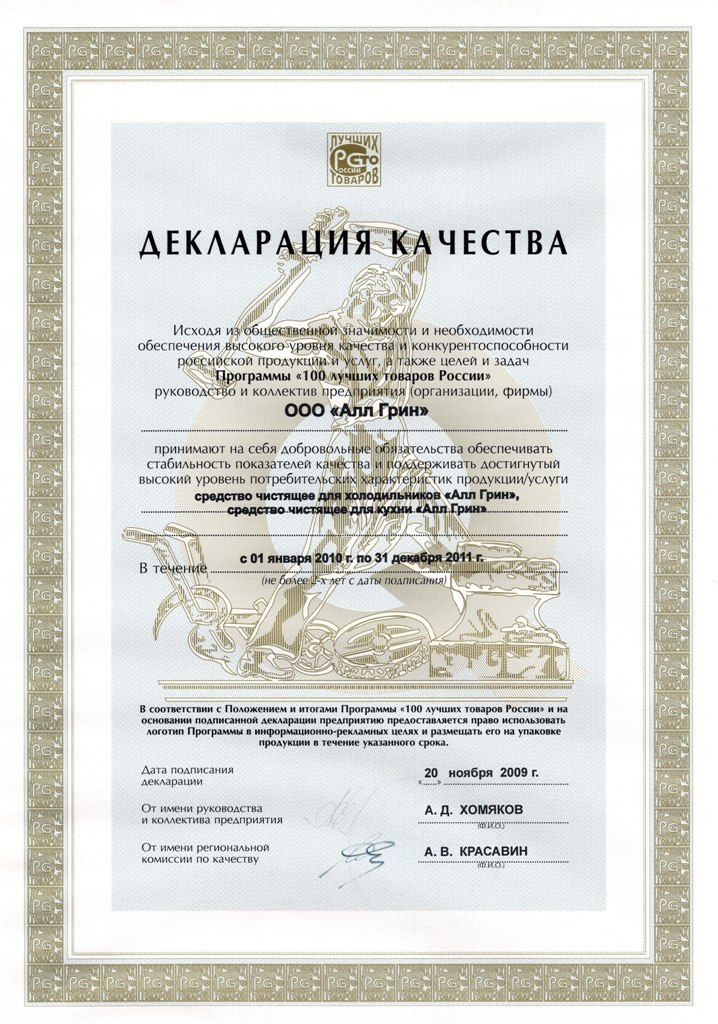 ЛУЧШИХ
РGСТО
РОССИИ
ТОВАРОВ
ДЕКЛАРАЦИЯ КАЧЕСТВА
Исходя из общественной значимости и необходимости
обеспечения высокого уровня качества и конкурентоспособности
российской продукции и услуг, а также целей и задач
Программы «100 лучших товаров России»
руководство и коллектив предприятия (организации, фирмы)
ООО «Алл Грин»
принимают на себя добровольные обязательства обеспечивать
стабильность показателей качества и поддерживать достигнутый
высокий уровень потребительских характеристик продукции/услуги
средство чистящее для холодильников «Алл Грин»,
средство чистящее для кухни «Алл Грин»
В течение с 01 января 2010 г. по 31 декабря 2011 г.
(не более 2-х лет с даты подписания)
В соответствии с Положением и итогами Программы «100 лучших товаров России» и на
основании подписанной декларации предприятию предоставляется право использовать
логотип Программы в информационно-рекламных целях и размещать его на упаковке
продукции в течение указанного срока.
Дата подписания
декларации
«20» ноября 2009 г.
От имени руководства
и коллектива предприятия
А. Д. ХОМЯКОВ
(Ф.И.О.)
От имени региональной
комиссии по качеству
А. В. КРАСАВИН
(Ф.И.О.)